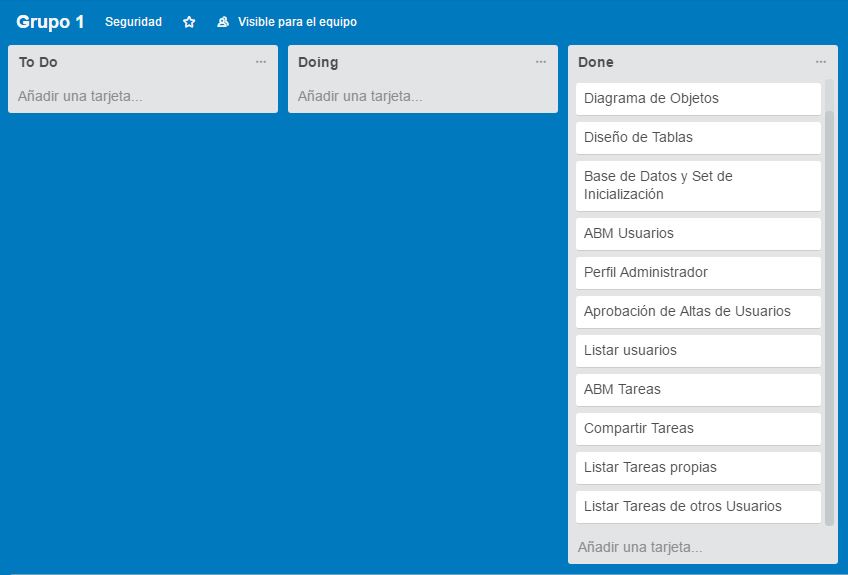 Grupo 1 Seguridad Visible para el equipo
To Do
Añadir una tarjeta...
Doing
Añadir una tarjeta...
Done
Diagrama de Objetos
Diseño de Tablas
Base de Datos y Set de
Inicialización
ABM Usuarios
Perfil Administrador
Aprobación de Altas de Usuarios
Listar usuarios
ABM Tareas
Compartir Tareas
Listar Tareas propias
Listar Tareas de otros Usuarios
Añadir una tarjeta...